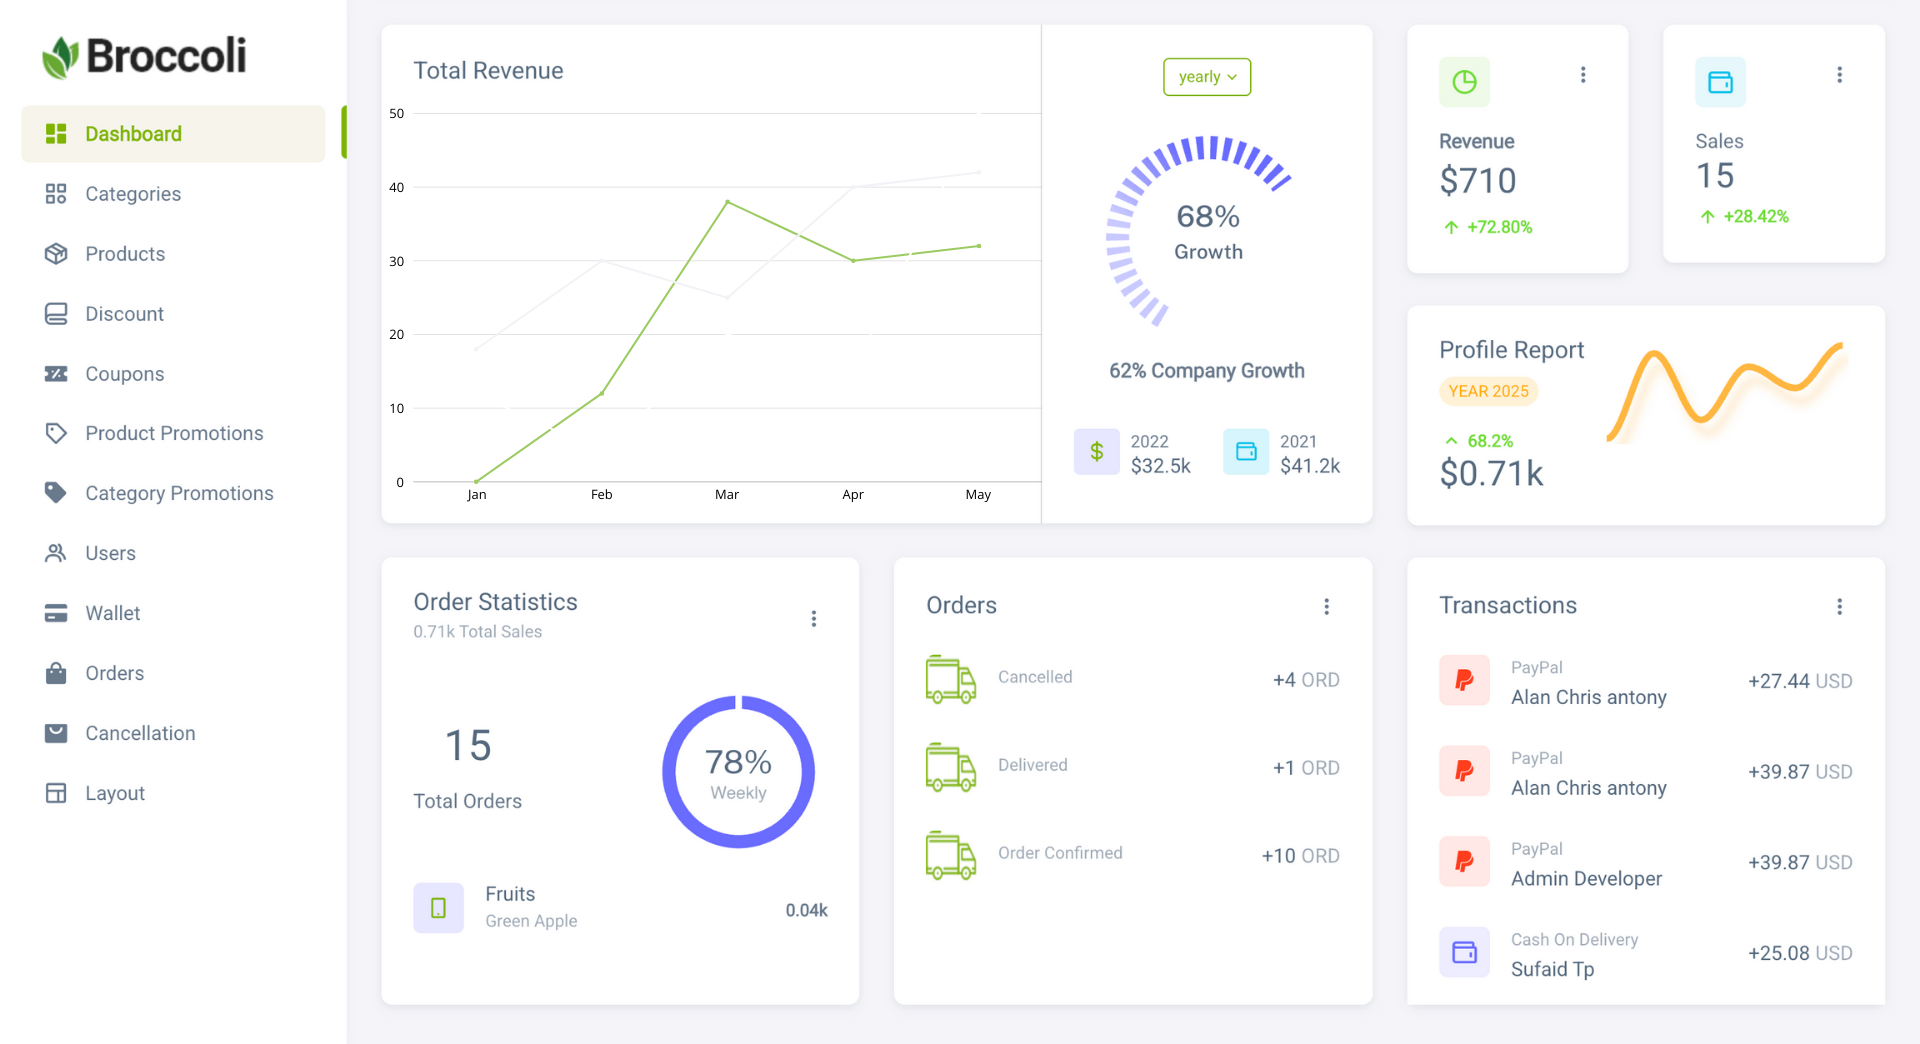 Broccoli
Dashboard
Categories
Products
Discount
Coupons
Product Promotions
Category Promotions
Users
Wallet
Orders
Cancellation
Layout
Total Revenue
50
40
30
20
10
0
Jan Feb Mar Apr May
yearly
68%
Growth
62% Company Growth
2022
$32.5k
2021
$41.2k
Revenue
$710
+72.80%
Sales
15
+28.42%
Profile Report
YEAR 2025
68.2%
$0.71k
Order Statistics
0.71k Total Sales
15
Total Orders
78%
Weekly
Fruits
Green Apple
0.04k
Orders
Cancelled
+4 ORD
Delivered
+1 ORD
Order Confirmed
+10 ORD
Transactions
PayPal
Alan Chris antony
+27.44 USD
PayPal
Alan Chris antony
+39.87 USD
PayPal
Admin Developer
+39.87 USD
Cash On Delivery
Sufaid Tp
+25.08 USD